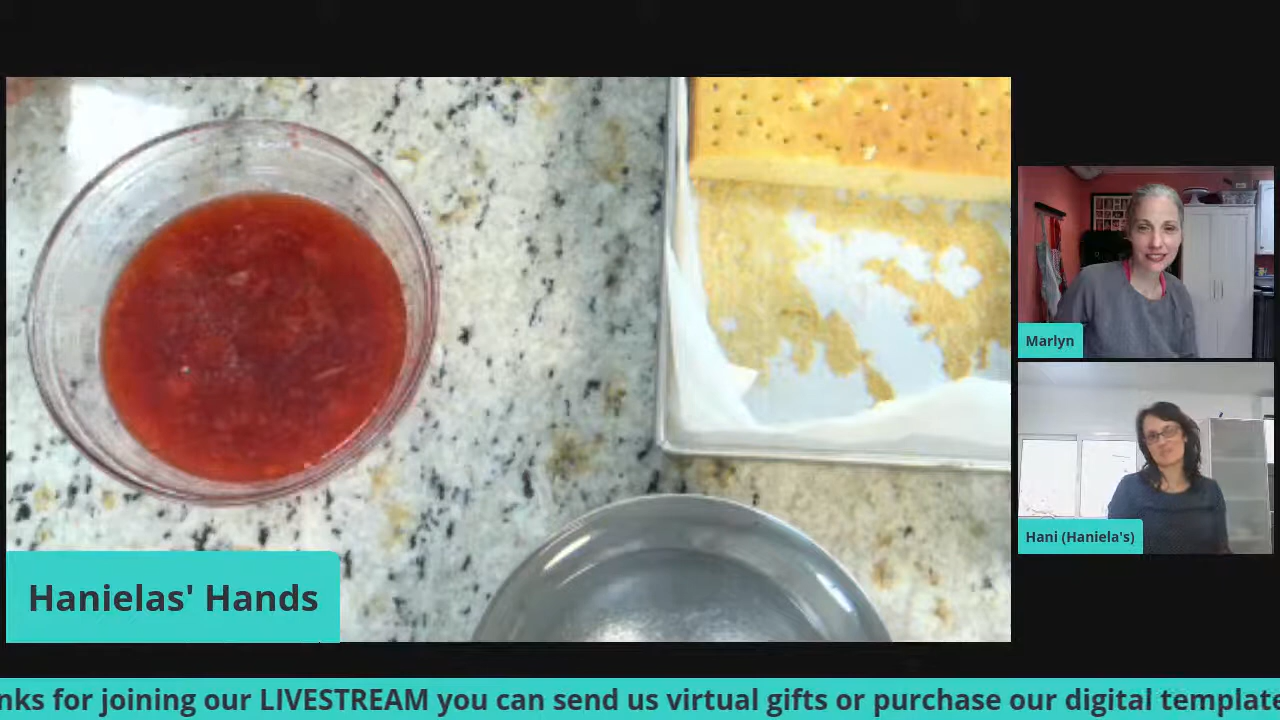 Marlyn
Hani (Haniela's)
Hanielas' Hands
nks for joining our LIVESTREAM you can send us virtual gifts or purchase our digital template